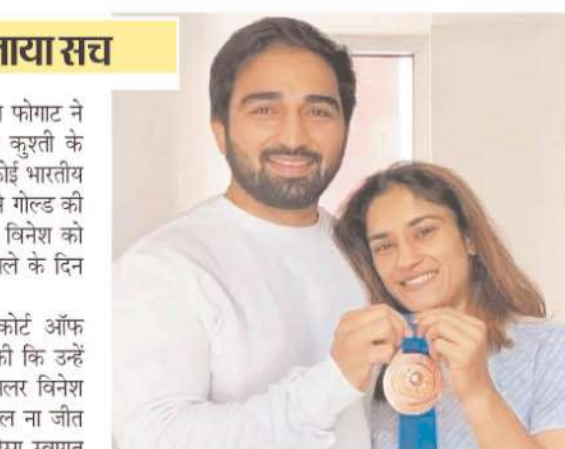 ाया सच
फोगाट ने
कुश्ती के
ोई भारतीय
गोल्ड की
विनेश को
ले के दिन
कोर्ट ऑफ
की कि उन्हें
लर विनेश
ल ना जीत